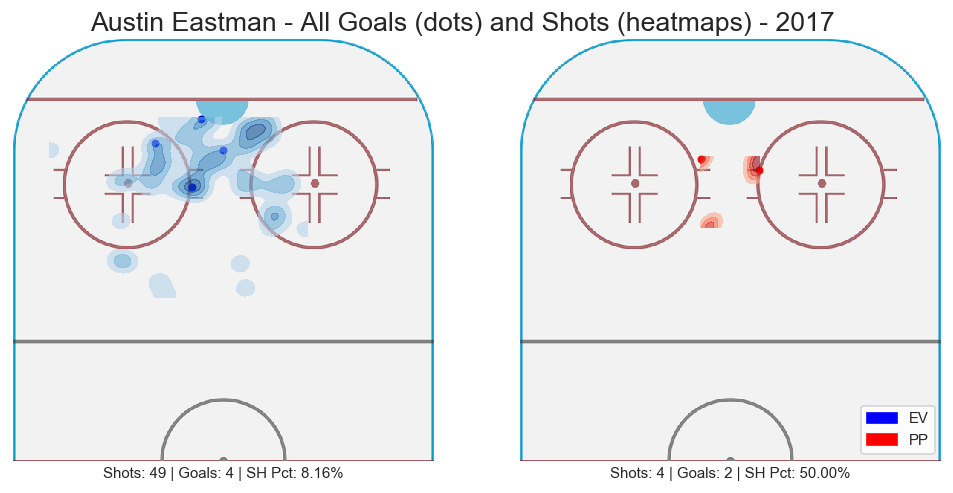 Austin Eastman - All Goals (dots) and Shots (heatmaps) - 2017
EV
PP
Shots: 49 | Goals: 4 | SH Pct: 8.16%
Shots: 4 | Goals: 2 | SH Pct: 50.00%